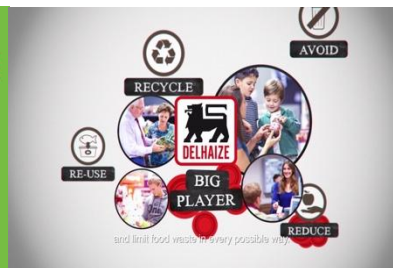 AVOID
RECYCLE
DELHAIZE
RE-USE
BIG
PLAYER
REDUCE
and limit food waste in every possible way.